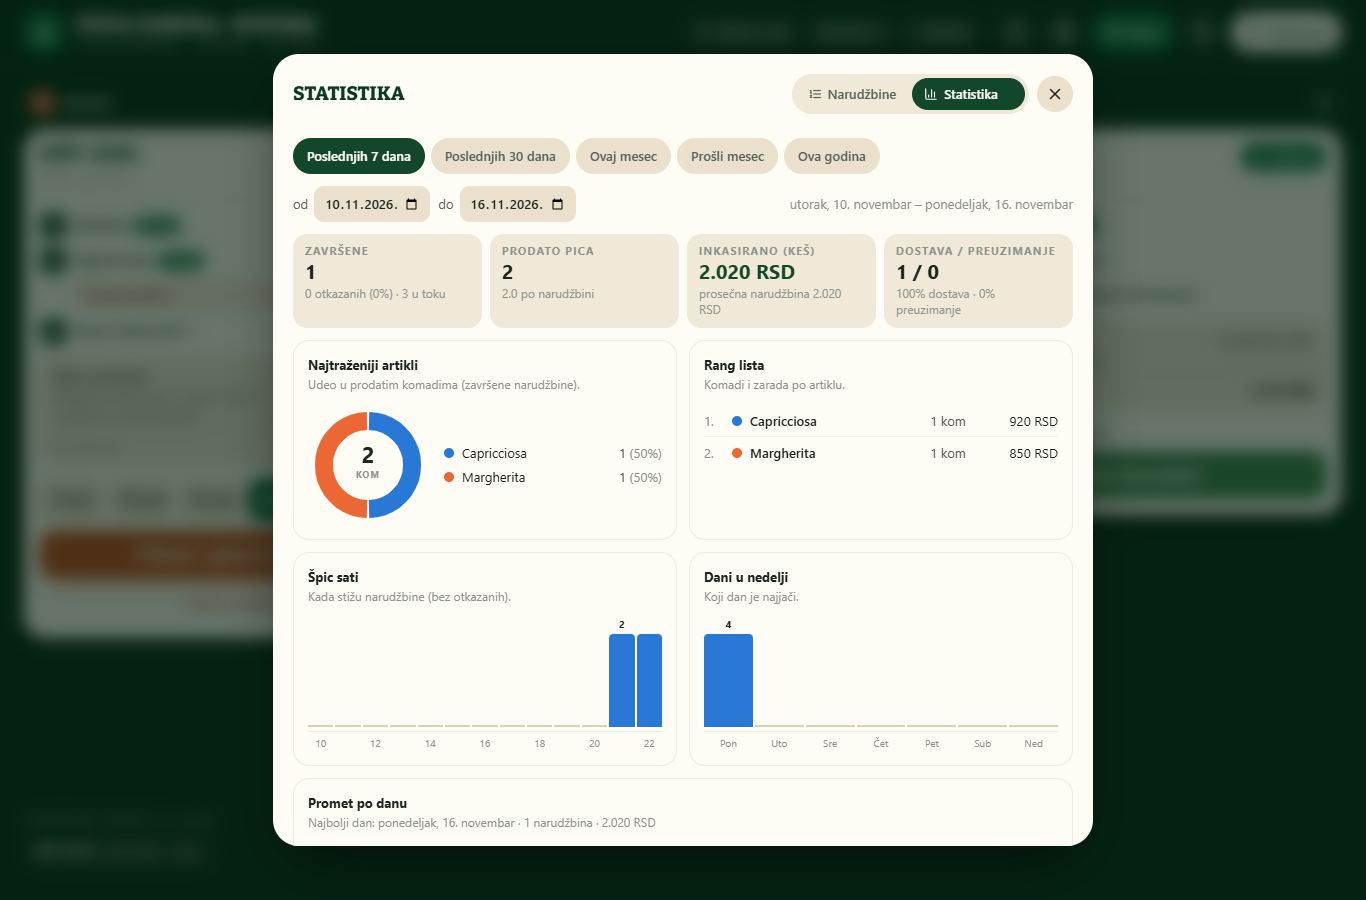 STATISTIKA
Narudžbine
Statistika
Poslednjih 7 dana
Poslednjih 30 dana
Ovaj mesec
Prošli mesec
Ova godina
od 10.11.2026. do 16.11.2026.
utorak, 10. novembar – ponedeljak, 16. novembar
ZAVRŠENE
1
0 otkazanih (0%) · 3 u toku
PRODATO PICA
2
2.0 po narudžbini
INKASIRANO (KEŠ)
2.020 RSD
prosečna narudžbina 2.020
RSD
DOSTAVA / PREUZIMANJE
1 / 0
100% dostava · 0%
preuzimanje
Najtraženiji artikli
Udeo u prodatim komadima (završene narudžbine).
2
KOM
Capricciosa 1 (50%)
Margherita 1 (50%)
Rang lista
Komadi i zarada po artiklu.
1. Capricciosa 1 kom 920 RSD
2. Margherita 1 kom 850 RSD
Špic sati
Kada stižu narudžbine (bez otkazanih).
2
10 12 14 16 18 20 22
Dani u nedelji
Koji dan je najjači.
4
Pon Uto Sre Čet Pet Sub Ned
Promet po danu
Najbolji dan: ponedeljak, 16. novembar · 1 narudžbina · 2.020 RSD